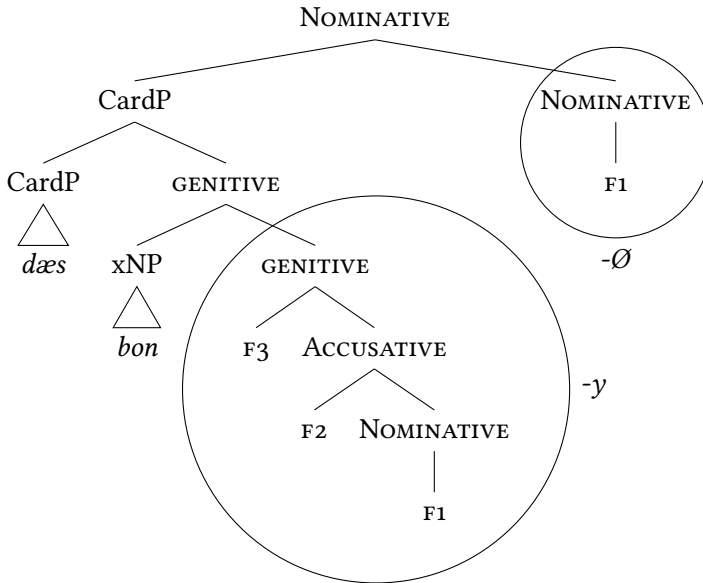 NOMINATIVE
CardP NOMINATIVE
CardP GENITIVE F1
dæs xNP GENITIVE -Ø
bon F3 ACCUSATIVE
-y
F2 NOMINATIVE
F1